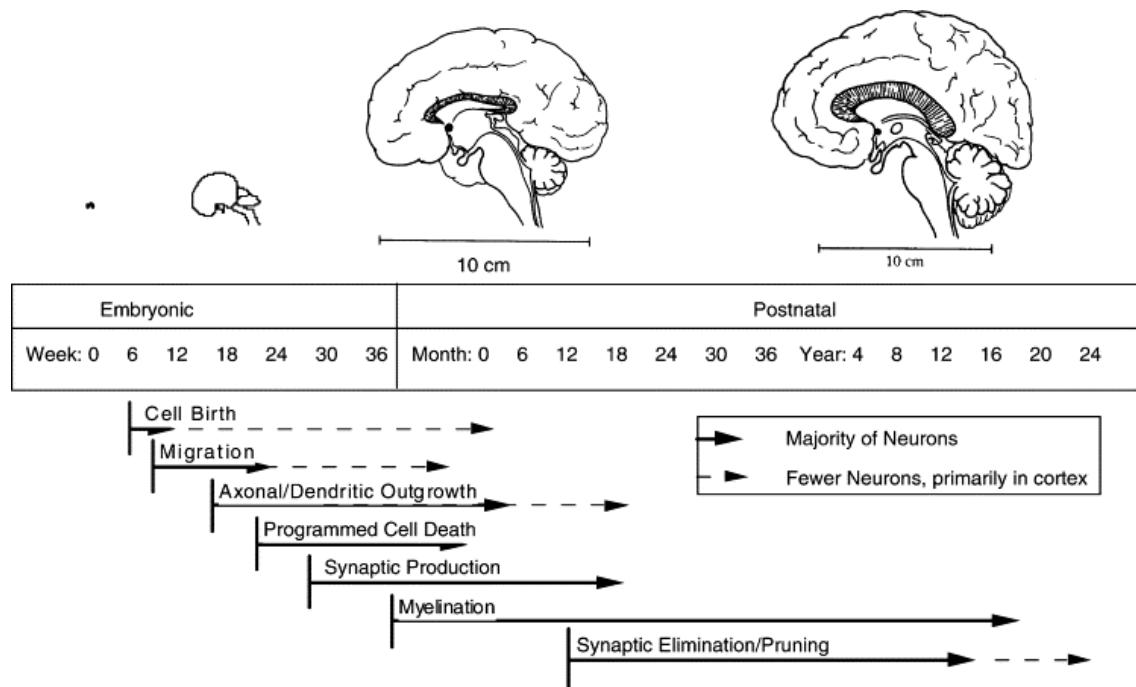 10 cm
10 cm
Embryonic Postnatal
Week: 0 6 12 18 24 30 36 Month: 0 6 12 18 24 30 36 Year: 4 8 12 16 20 24
Cell Birth
Migration
Axonal/Dendritic Outgrowth
Programmed Cell Death
Synaptic Production
Myelination
Synaptic Elimination/Pruning
Majority of Neurons
Fewer Neurons, primarily in cortex